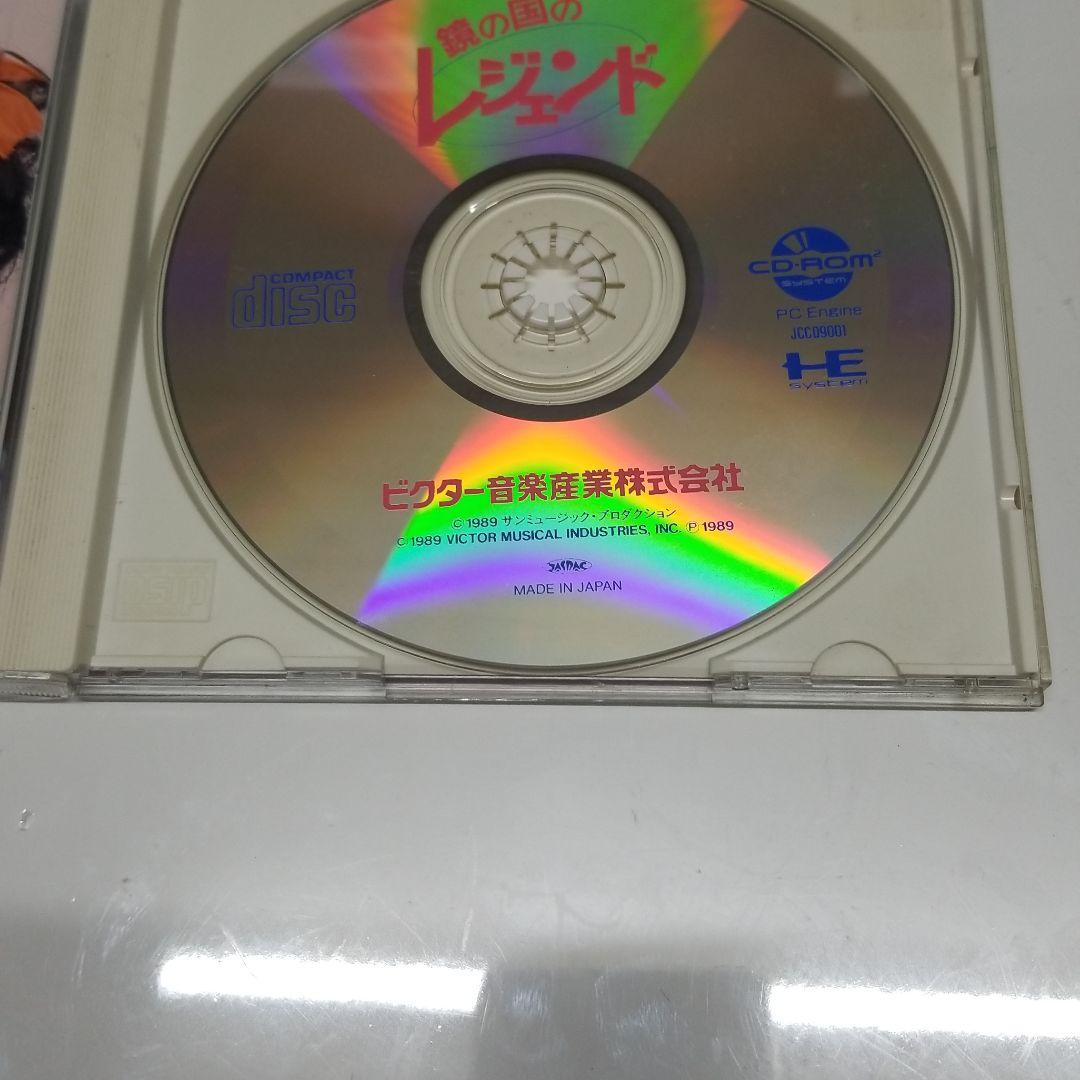 鏡の国の
レジェンド
COMPACT
disc
CD-ROM²
SYSTEM
PC Engine
JCCD9001
HE
system
ビクター音楽産業株式会社
©1989 サンミュージック・プロダクション
©1989 VICTOR MUSICAL INDUSTRIES, INC. Ⓟ1989
JASRAC
MADE IN JAPAN